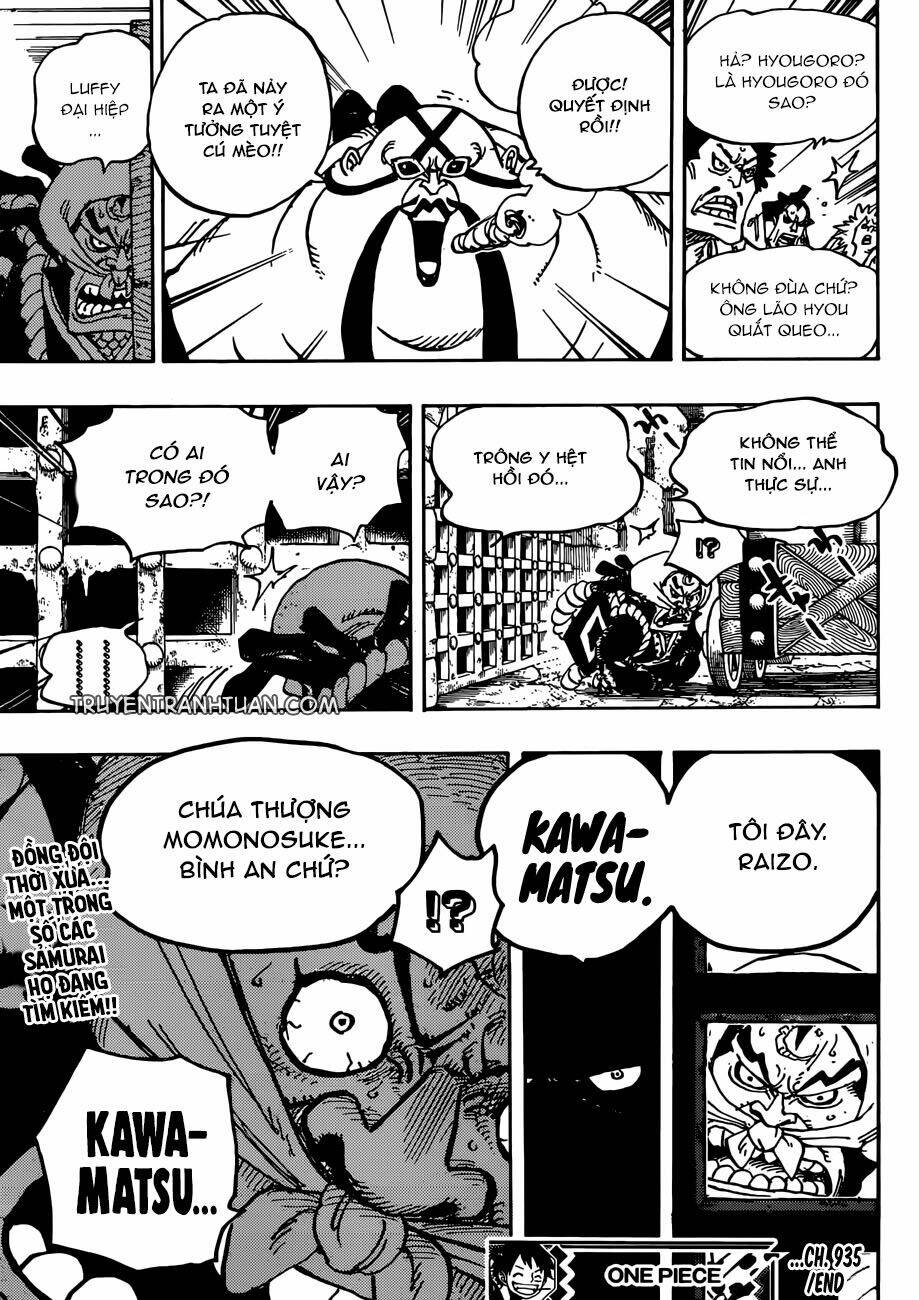 HẢ? HYOUGORO?
LÀ HYOUGORO ĐÓ
SAO?
KHÔNG ĐÙA CHỨ?
ÔNG LÃO HYOU
QUẮT QUEO...
ĐƯỢC!
QUYẾT ĐỊNH
RỒI!!
TA ĐÃ NẢY
RA MỘT Ý
TƯỞNG TUYỆT
CÚ MÈO!!
LUFFY
ĐẠI HIỆP
...
KHÔNG THỂ
TIN NỔI... ANH
THỰC SỰ...
TRÔNG Y HỆT
HỒI ĐÓ...
!?
AI
VẬY?
CÓ AI
TRONG ĐÓ
SAO?!
TRUYENTRANHTUAN.COM
TÔI ĐÂY.
RAIZO.
KAWA-
MATSU.
CHÚA THƯỢNG
MOMONOSUKE...
BÌNH AN CHỨ?
!?
ĐỒNG ĐỘI
THỜI XƯA...
MỘT TRONG
SỐ CÁC
SAMURAI
HỌ ĐANG
TÌM KIẾM!!
KAWA-
MATSU...
ONE PIECE
...CH. 935
/END